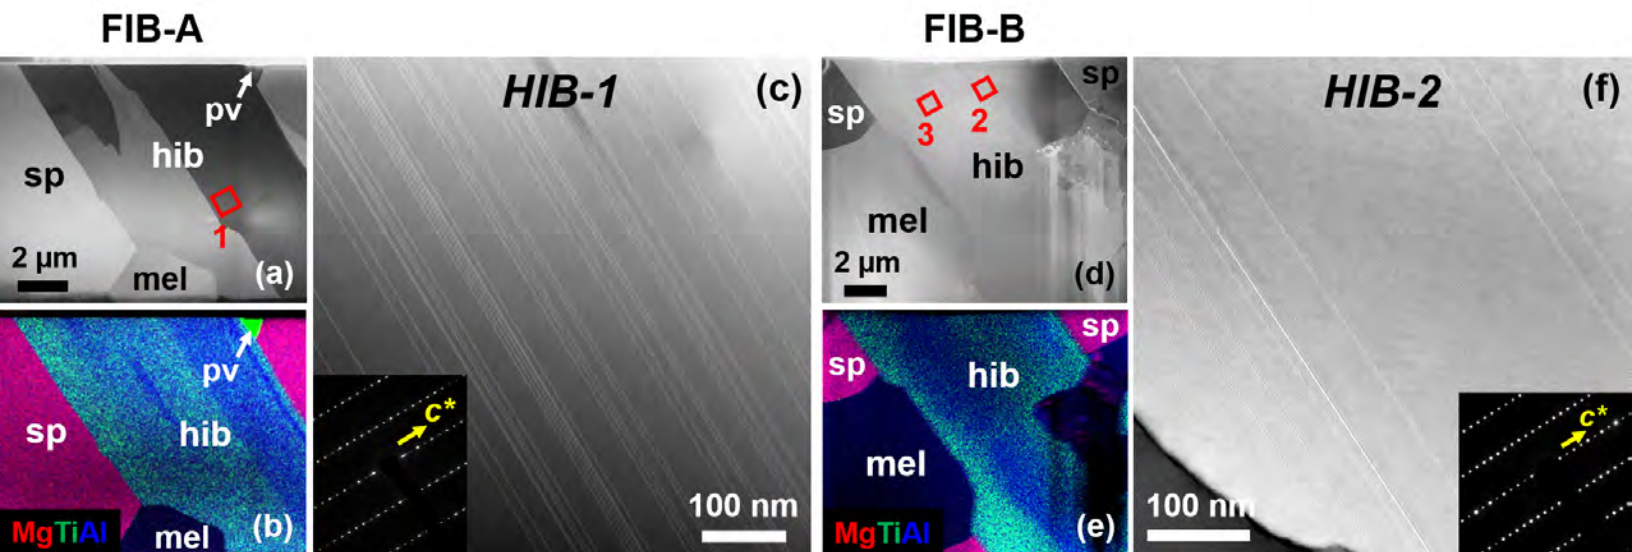 FIB-A
FIB-B
pv
hib
sp
1
2 µm
mel
(a)
HIB-1
(c)
c*
100 nm
pv
sp
hib
mel
MgTiAl
(b)
sp
sp
3
2
hib
mel
2 µm
(d)
HIB-2
(f)
c*
100 nm
sp
sp
hib
mel
MgTiAl
(e)